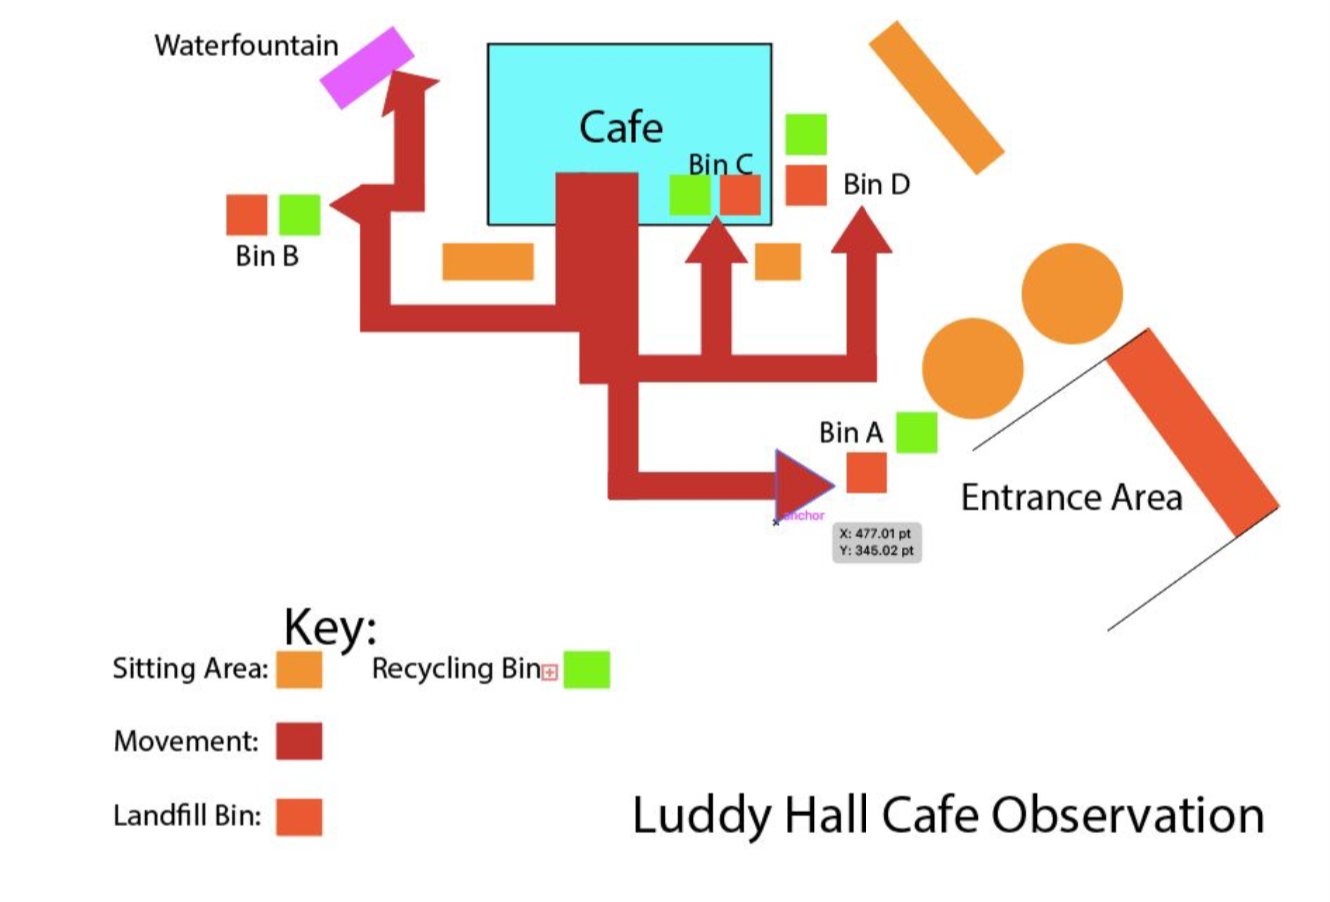 Waterfountain
Cafe
Bin C
Bin D
Bin B
Bin A
Entrance Area
anchor
X: 477.01 pt
Y: 345.02 pt
Key:
Sitting Area:
Recycling Bin
Movement:
Landfill Bin:
Luddy Hall Cafe Observation